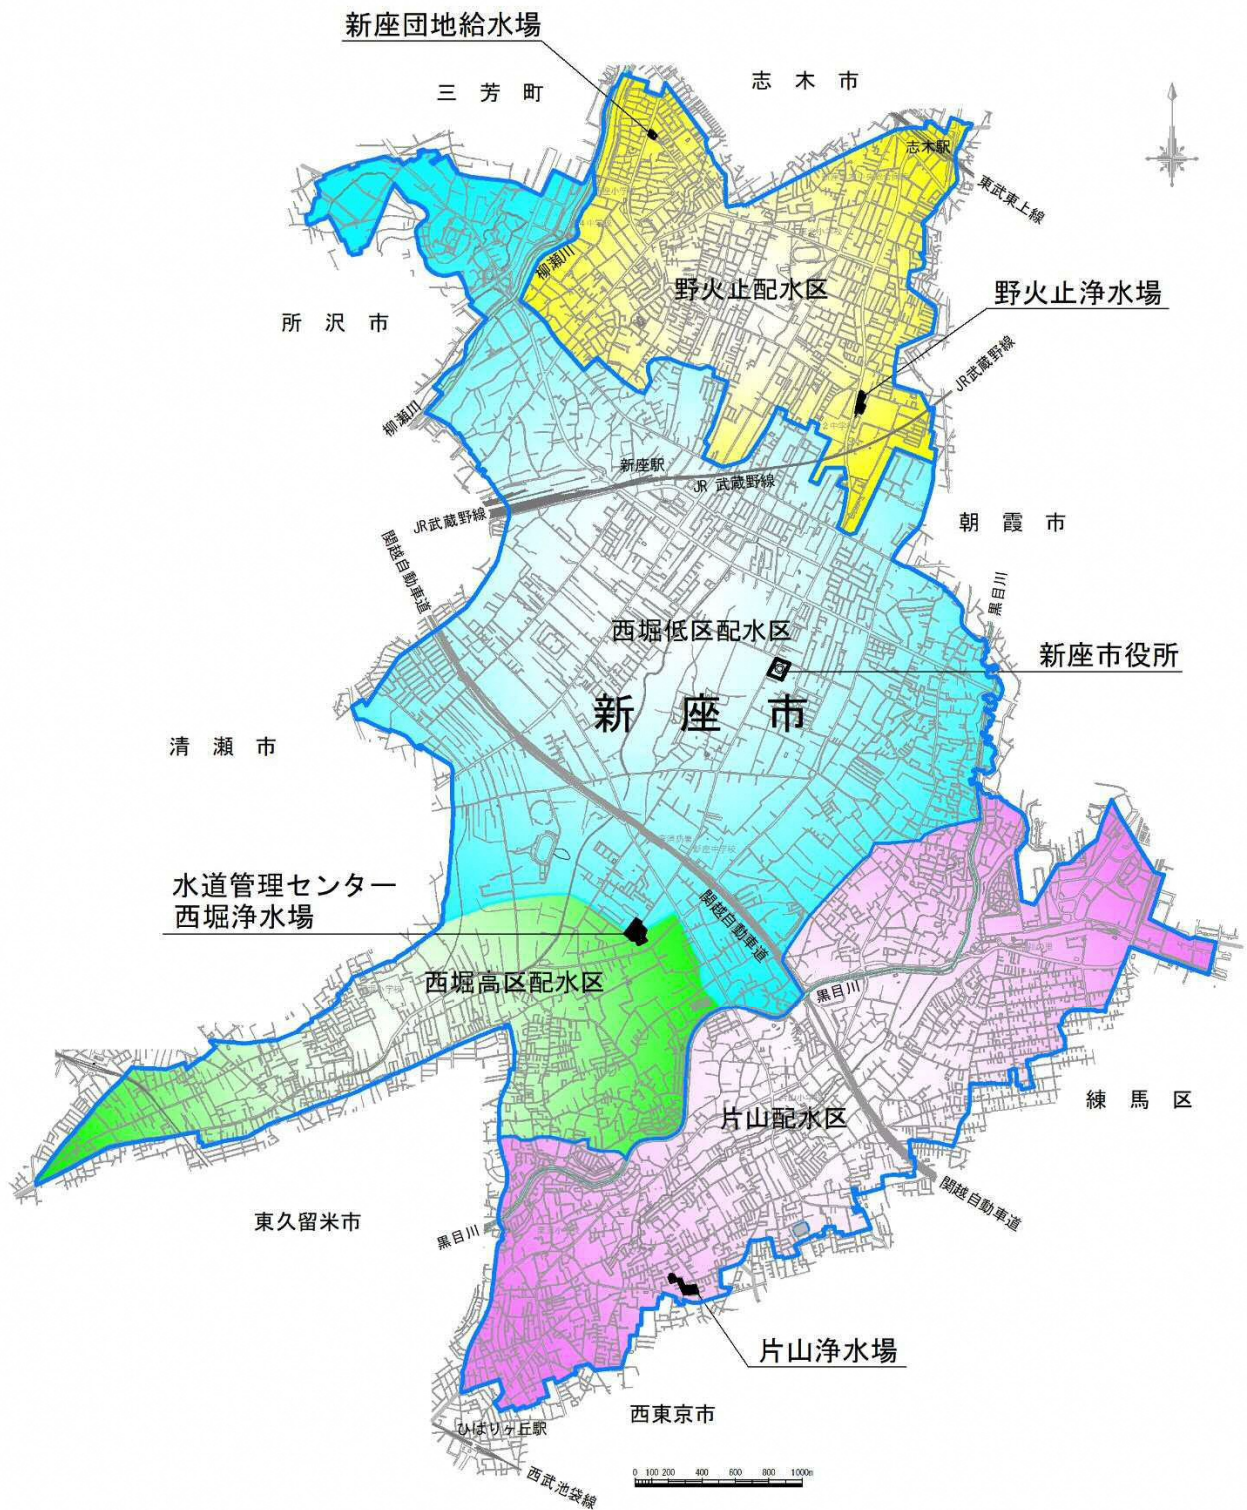 新座団地給水場
三芳町
志木市
志木駅
東武東上線
柳瀬川
野火止配水区
野火止浄水場
所沢市
JR武蔵野線
柳瀬川
新座駅
JR 武蔵野線
JR武蔵野線
朝霞市
関越自動車道
黒目川
西堀低区配水区
新座市役所
新座市
清瀬市
水道管理センター
西堀浄水場
関越自動車道
西堀高区配水区
黒目川
練馬区
片山配水区
関越自動車道
東久留米市
黒目川
片山浄水場
西東京市
ひばりヶ丘駅
西武池袋線
0 100 200 400 600 800 1000m